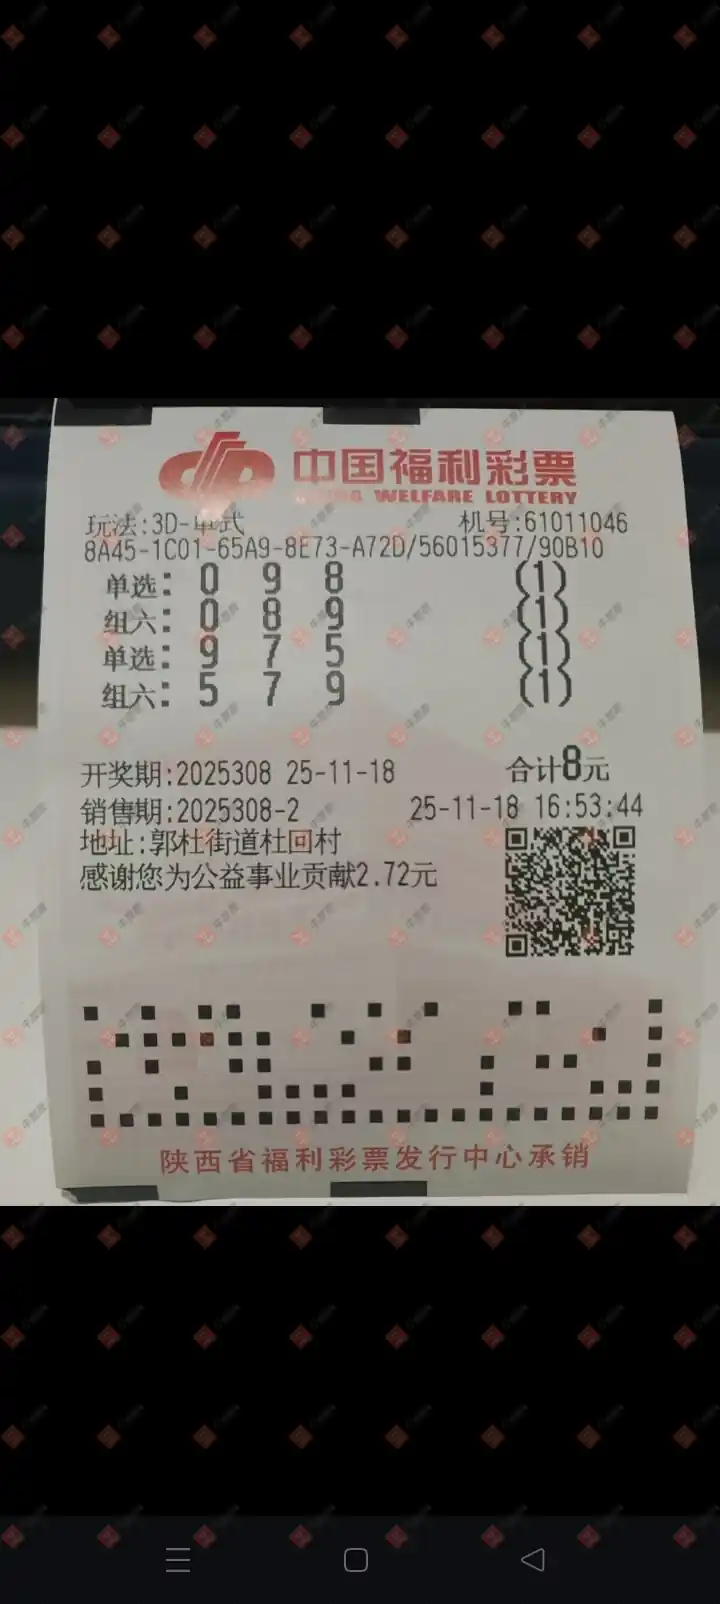 中国福利彩票
CHINA WELFARE LOTTERY
玩法:3D-单式 机号:61011046
8A45-1C01-65A9-8E73-A72D/56015377/90B10
单选: 0 9 8 (1)
组六: 0 8 9 (1)
单选: 9 7 5 (1)
组六: 5 7 9 (1)
开奖期:2025308 25-11-18 合计8元
销售期:2025308-2 25-11-18 16:53:44
地址:郭杜街道杜回村
感谢您为公益事业贡献2.72元
陕西省福利彩票发行中心承销